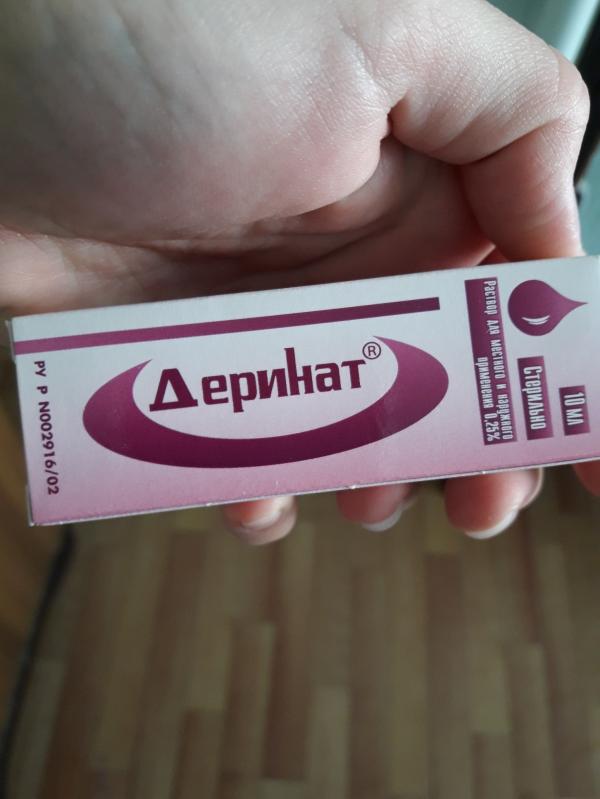 Деринат®
Раствор для местного и наружного
применения 0,25%
Стерильно
10 мл
РУ Р N002916/02